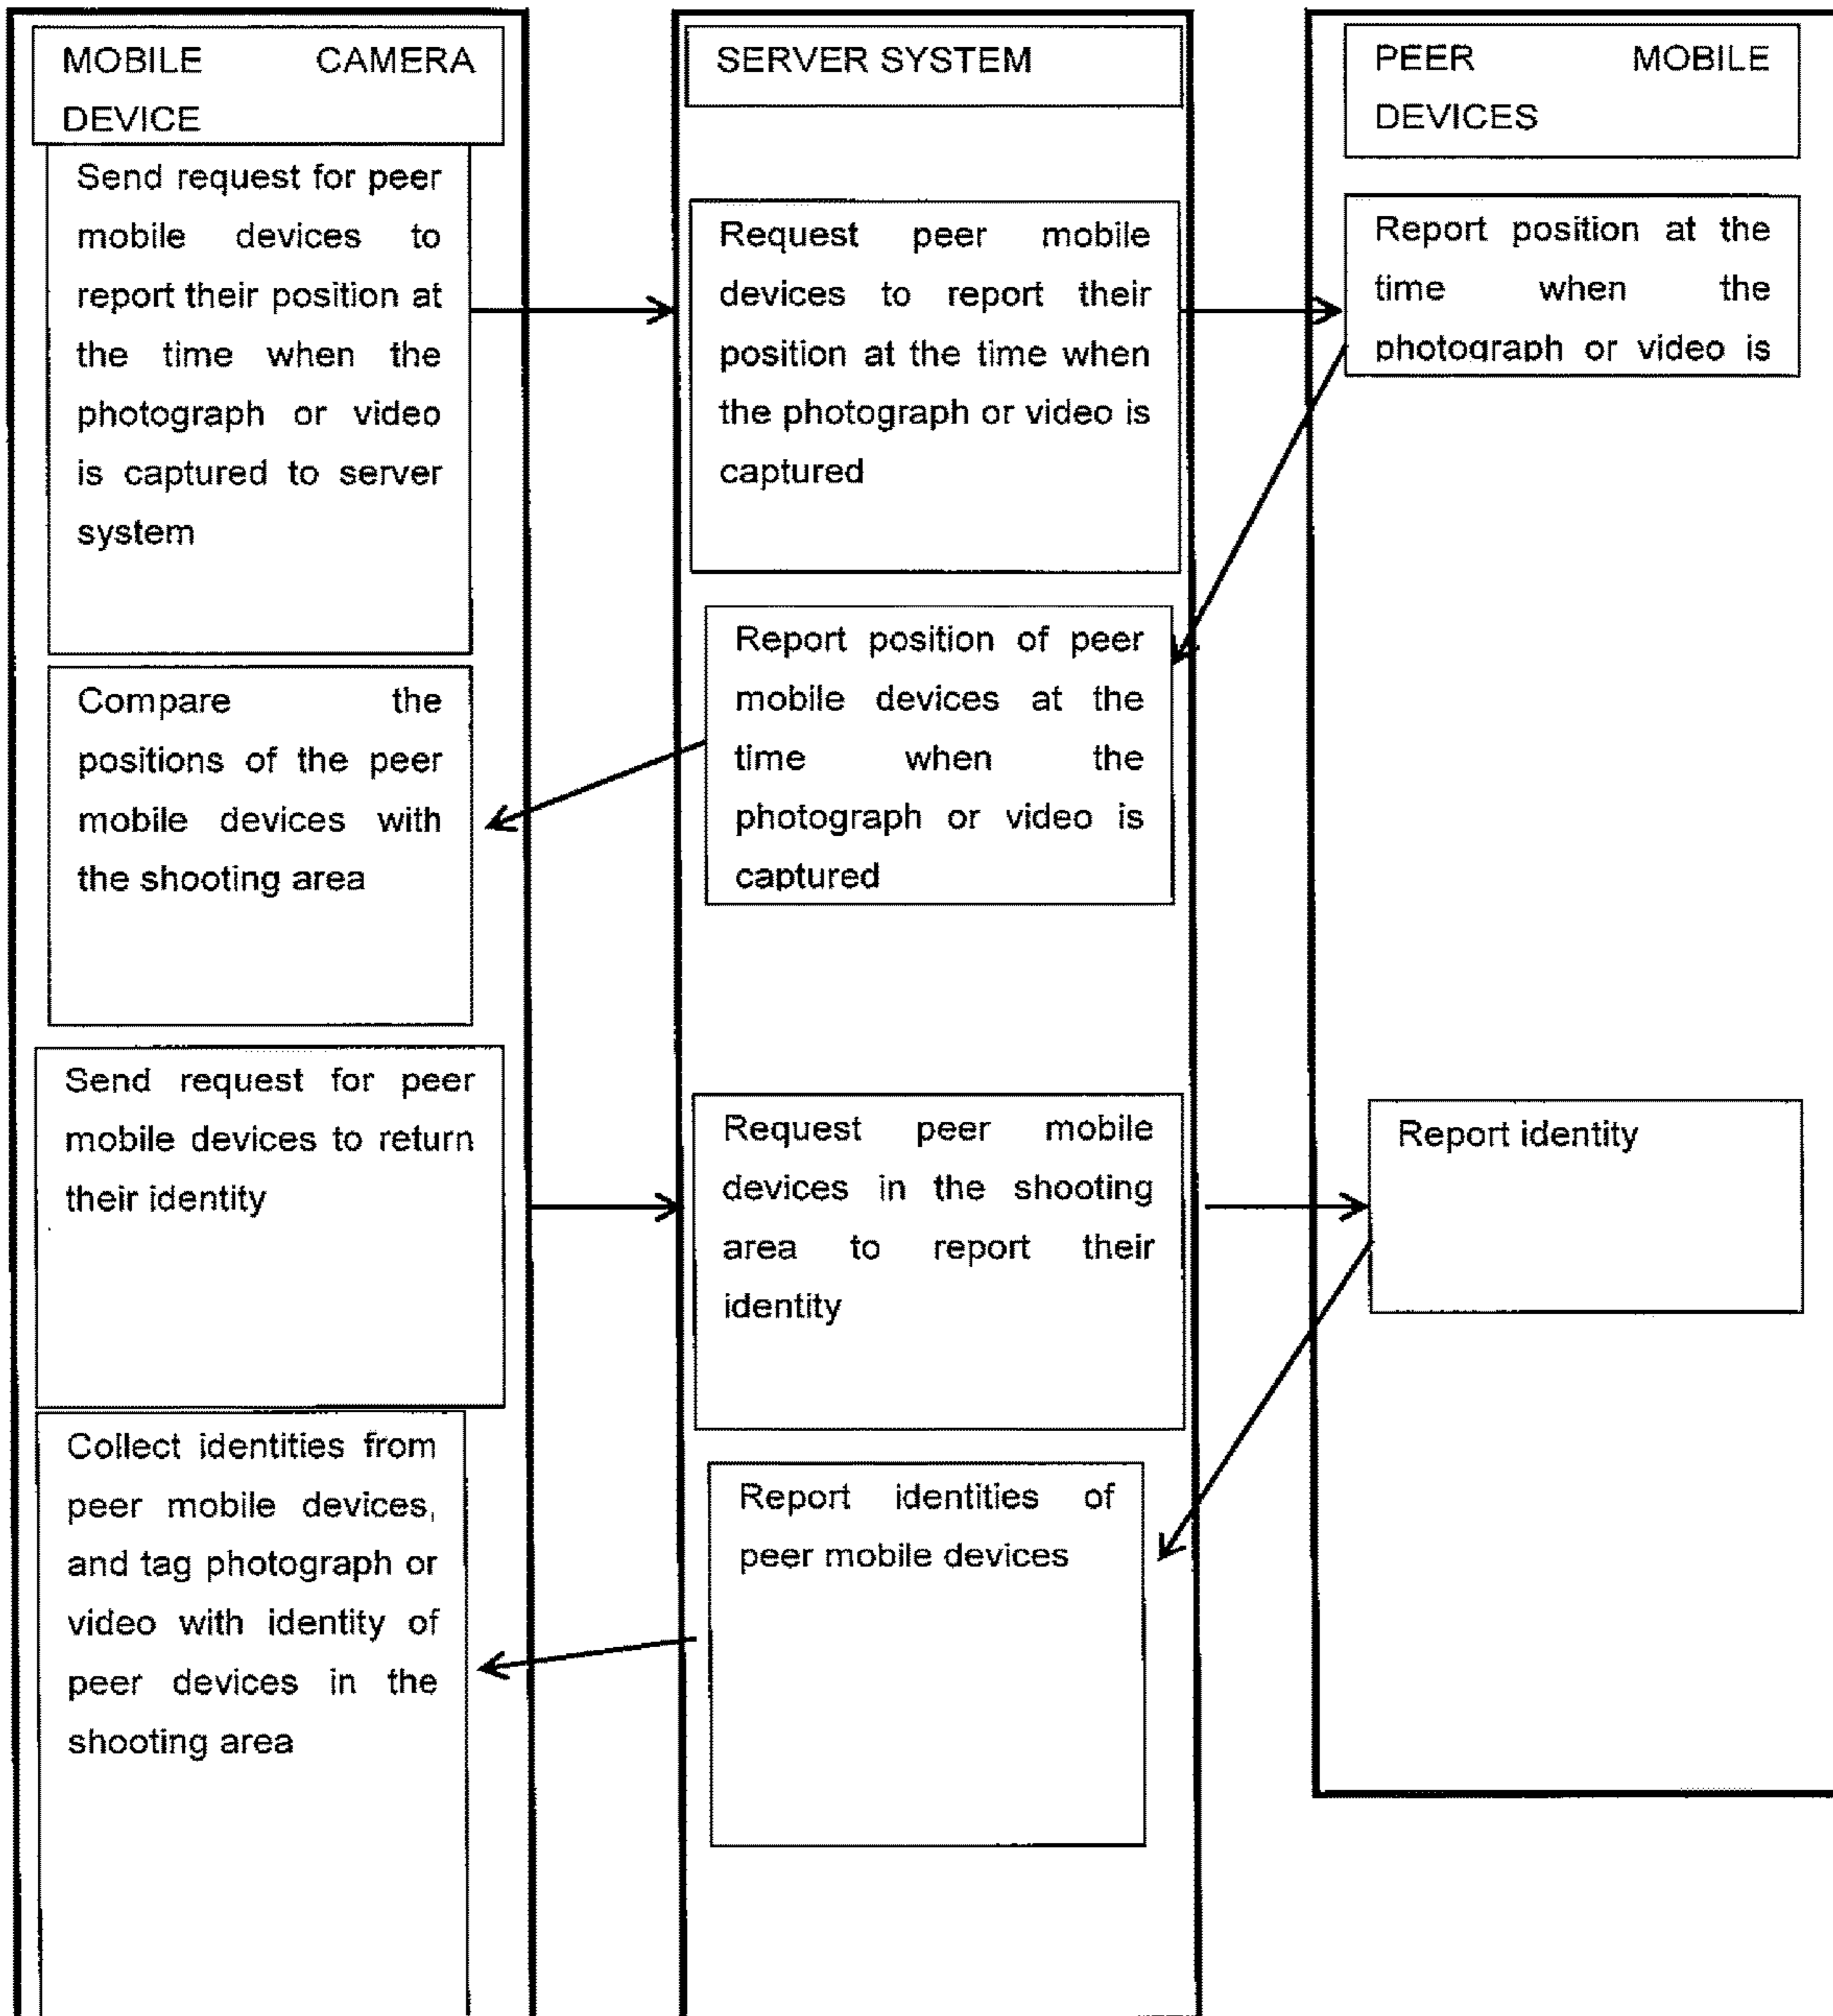 MOBILE CAMERA
DEVICE
Send request for peer
mobile devices to
report their position at
the time when the
photograph or video
is captured to server
system
Compare the
positions of the peer
mobile devices with
the shooting area
Send request for peer
mobile devices to return
their identity
Collect identities from
peer mobile devices,
and tag photograph or
video with identity of
peer devices in the
shooting area
SERVER SYSTEM
Request peer mobile
devices to report their
position at the time when
the photograph or video is
captured
Report position of peer
mobile devices at the
time when the
photograph or video is
captured
Request peer mobile
devices in the shooting
area to report their
identity
Report identities of
peer mobile devices
PEER MOBILE
DEVICES
Report position at the
time when the
photograph or video is
Report identity